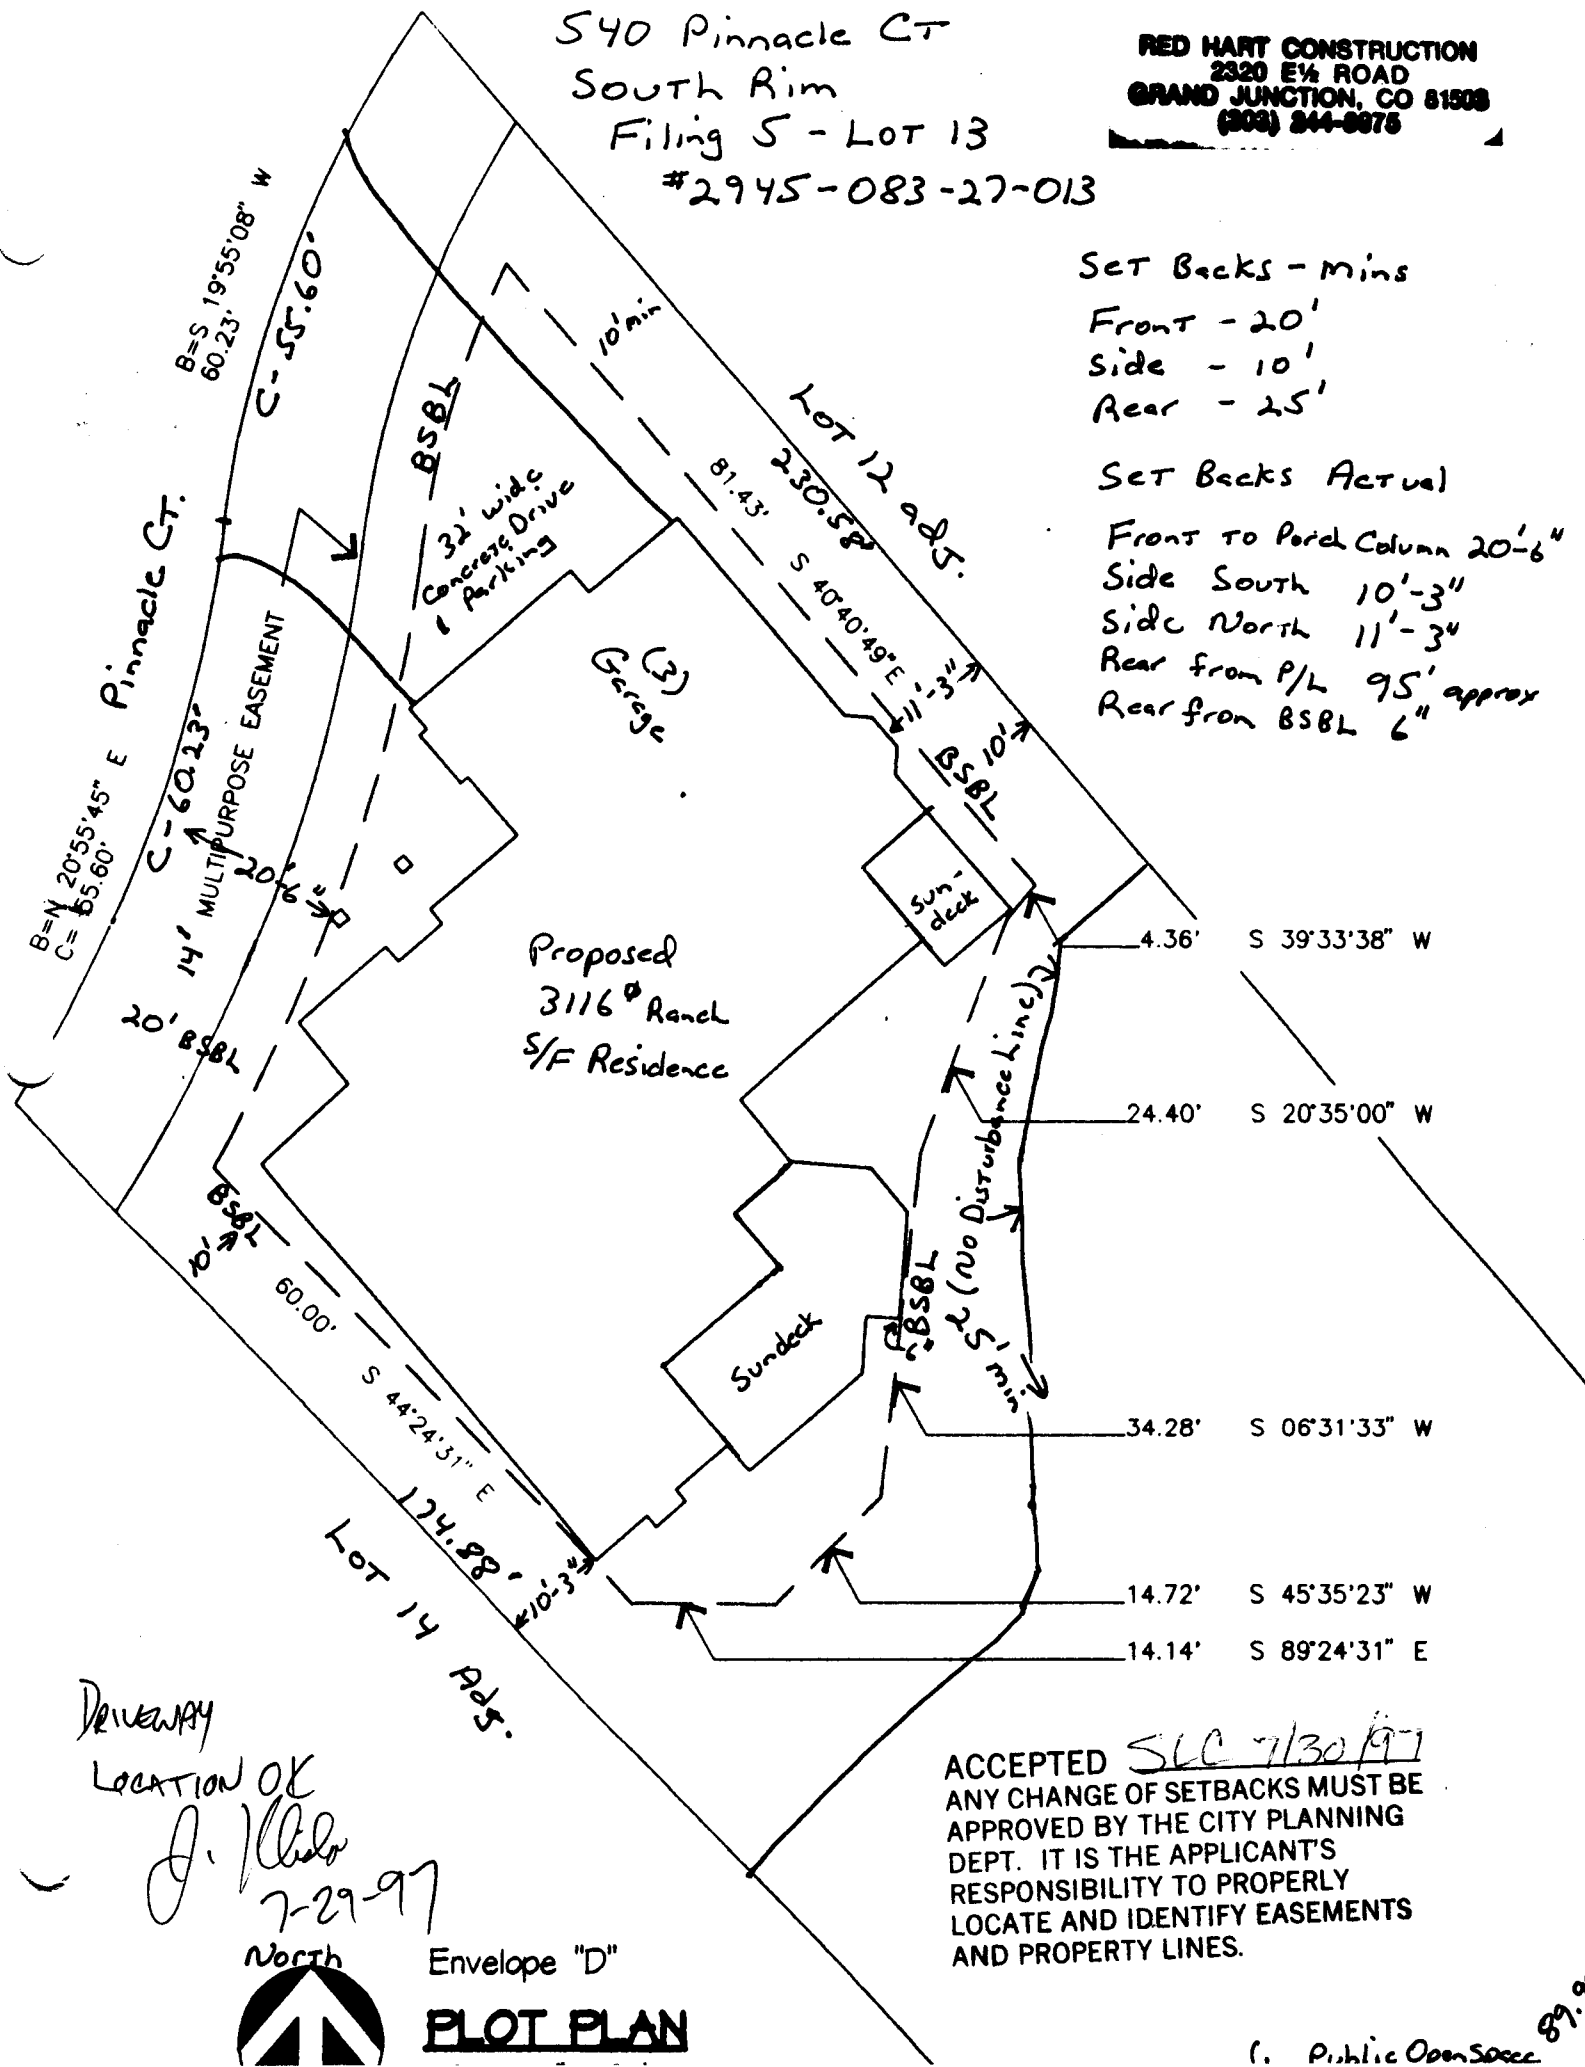 540 Pinnacle CT
South Rim
Filing 5 - LOT 13
#2945-083-27-013
RED HART CONSTRUCTION
2320 E½ ROAD
GRAND JUNCTION, CO 81503
(303) 244-8975
Set Backs - mins
Front - 20'
Side - 10'
Rear - 25'
Set Backs Actual
Front To Porch Column 20'-6"
Side South 10'-3"
Side North 11'-3"
Rear from P/L 95' approx
Rear from BSBL 6"
B=S 19°55'08" W
60.23'
C-55.60'
BSBL
10' min
Lot 12 adj.
230.58'
81.43'
S 40°40'49" E
11'-3"
10'
BSBL
32' wide
Concrete Drive
Parking
(3)
Garage
Pinnacle CT.
B=N 20°55'45" E
C= 55.60'
C-60.23'
14' MULTIPURPOSE EASEMENT
20'-6"
20' BSBL
Sun-
deck
Proposed
3116 ⌀ Ranch
S/F Residence
4.36' S 39°33'38" W
24.40' S 20°35'00" W
(No Disturbance Line)
25' min
BSBL
6"
Sundeck
BSBL
10'
60.00'
S 44°24'31" E
174.88'
10'-3"
Lot 14 Adj.
34.28' S 06°31'33" W
14.72' S 45°35'23" W
14.14' S 89°24'31" E
DRIVEWAY
LOCATION OK
7-29-97
ACCEPTED SLC 7/30/97
ANY CHANGE OF SETBACKS MUST BE
APPROVED BY THE CITY PLANNING
DEPT. IT IS THE APPLICANT'S
RESPONSIBILITY TO PROPERLY
LOCATE AND IDENTIFY EASEMENTS
AND PROPERTY LINES.
North
Envelope "D"
PLOT PLAN
Public Open Space